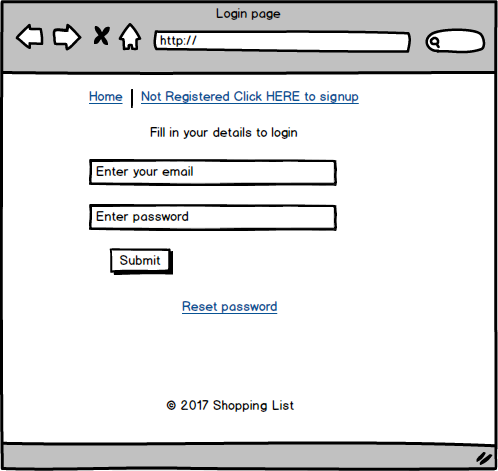 Login page
http://
Home | Not Registered Click HERE to signup
Fill in your details to login
Enter your email
Enter password
Submit
Reset password
© 2017 Shopping List